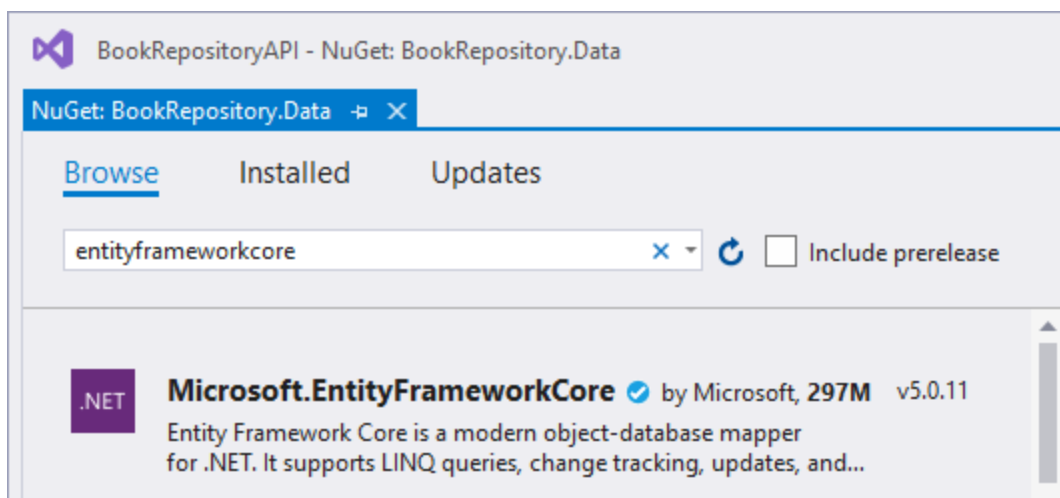 BookRepositoryAPI - NuGet: BookRepository.Data
NuGet: BookRepository.Data
Browse Installed Updates
entityframeworkcore Include prerelease
.NET Microsoft.EntityFrameworkCore by Microsoft, 297M v5.0.11
Entity Framework Core is a modern object-database mapper
for .NET. It supports LINQ queries, change tracking, updates, and...